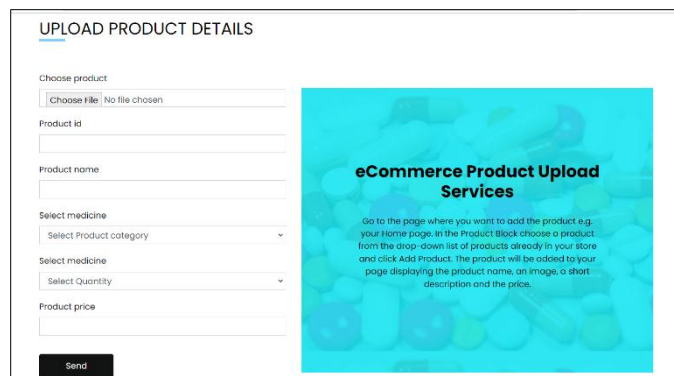 UPLOAD PRODUCT DETAILS
Choose product
Choose File No file chosen
Product id
Product name
Select medicine
Select Product category
Select medicine
Select Quantity
Product price
Send
eCommerce Product Upload
Services
Go to the page where you want to add the product e.g.
your Home page. In the Product Block choose a product
from the drop-down list of products already in your store
and click Add Product. The product will be added to your
page displaying the product name, an image, a short
description and the price.